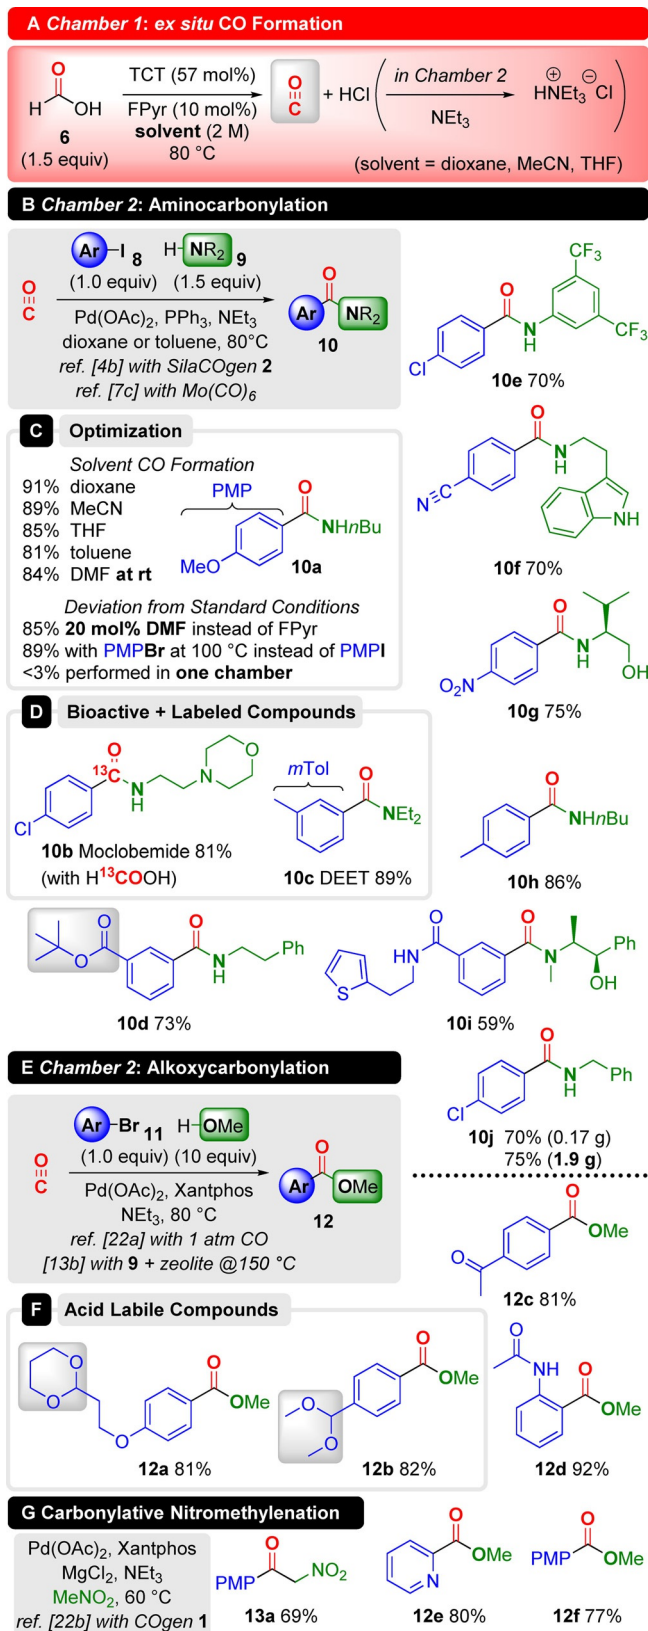 A Chamber 1: ex situ CO Formation
O
H OH
6
(1.5 equiv)
TCT (57 mol%)
FPyr (10 mol%)
solvent (2 M)
80 °C
O
C
+ HCl
in Chamber 2
NEt3
⊕ ⊖
HNEt3 Cl
(solvent = dioxane, MeCN, THF)
B Chamber 2: Aminocarbonylation
O
C
Ar–I 8 H–NR2 9
(1.0 equiv) (1.5 equiv)
Pd(OAc)2, PPh3, NEt3
dioxane or toluene, 80°C
ref. [4b] with SilaCOgen 2
ref. [7c] with Mo(CO)6
O
Ar NR2
10
CF3
O
N
H
CF3
Cl
10e 70%
C Optimization
Solvent CO Formation
91% dioxane
89% MeCN
85% THF
81% toluene
84% DMF at rt
PMP
O
NHnBu
MeO
10a
Deviation from Standard Conditions
85% 20 mol% DMF instead of FPyr
89% with PMPBr at 100 °C instead of PMPI
<3% performed in one chamber
O
N
H
N
NH
10f 70%
O
N
H
OH
O2N
10g 75%
D Bioactive + Labeled Compounds
O
13C
N
H
N
O
Cl
10b Moclobemide 81%
(with H13COOH)
mTol
O
NEt2
10c DEET 89%
O
NHnBu
10h 86%
O
O
O
N
H
Ph
10d 73%
O
NH
S
O
N
Ph
OH
10i 59%
E Chamber 2: Alkoxycarbonylation
O
C
Ar–Br 11 H–OMe
(1.0 equiv) (10 equiv)
Pd(OAc)2, Xantphos
NEt3, 80 °C
ref. [22a] with 1 atm CO
[13b] with 9 + zeolite @150 °C
O
Ar OMe
12
O
N
H
Ph
Cl
10j 70% (0.17 g)
75% (1.9 g)
O
OMe
O
12c 81%
F Acid Labile Compounds
O
O
O
O
OMe
12a 81%
O
OMe
O
O
12b 82%
O
NH
O
OMe
12d 92%
G Carbonylative Nitromethylenation
Pd(OAc)2, Xantphos
MgCl2, NEt3
MeNO2, 60 °C
ref. [22b] with COgen 1
O
PMP NO2
13a 69%
O
OMe
N
12e 80%
O
PMP OMe
12f 77%